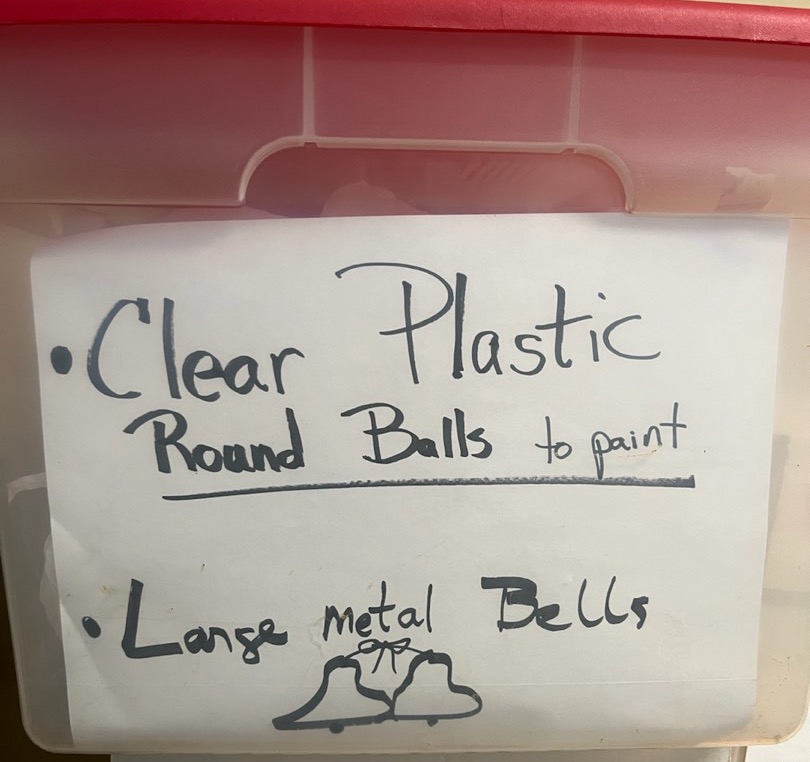 • Clear Plastic
Round Balls to paint
• Large metal Bells